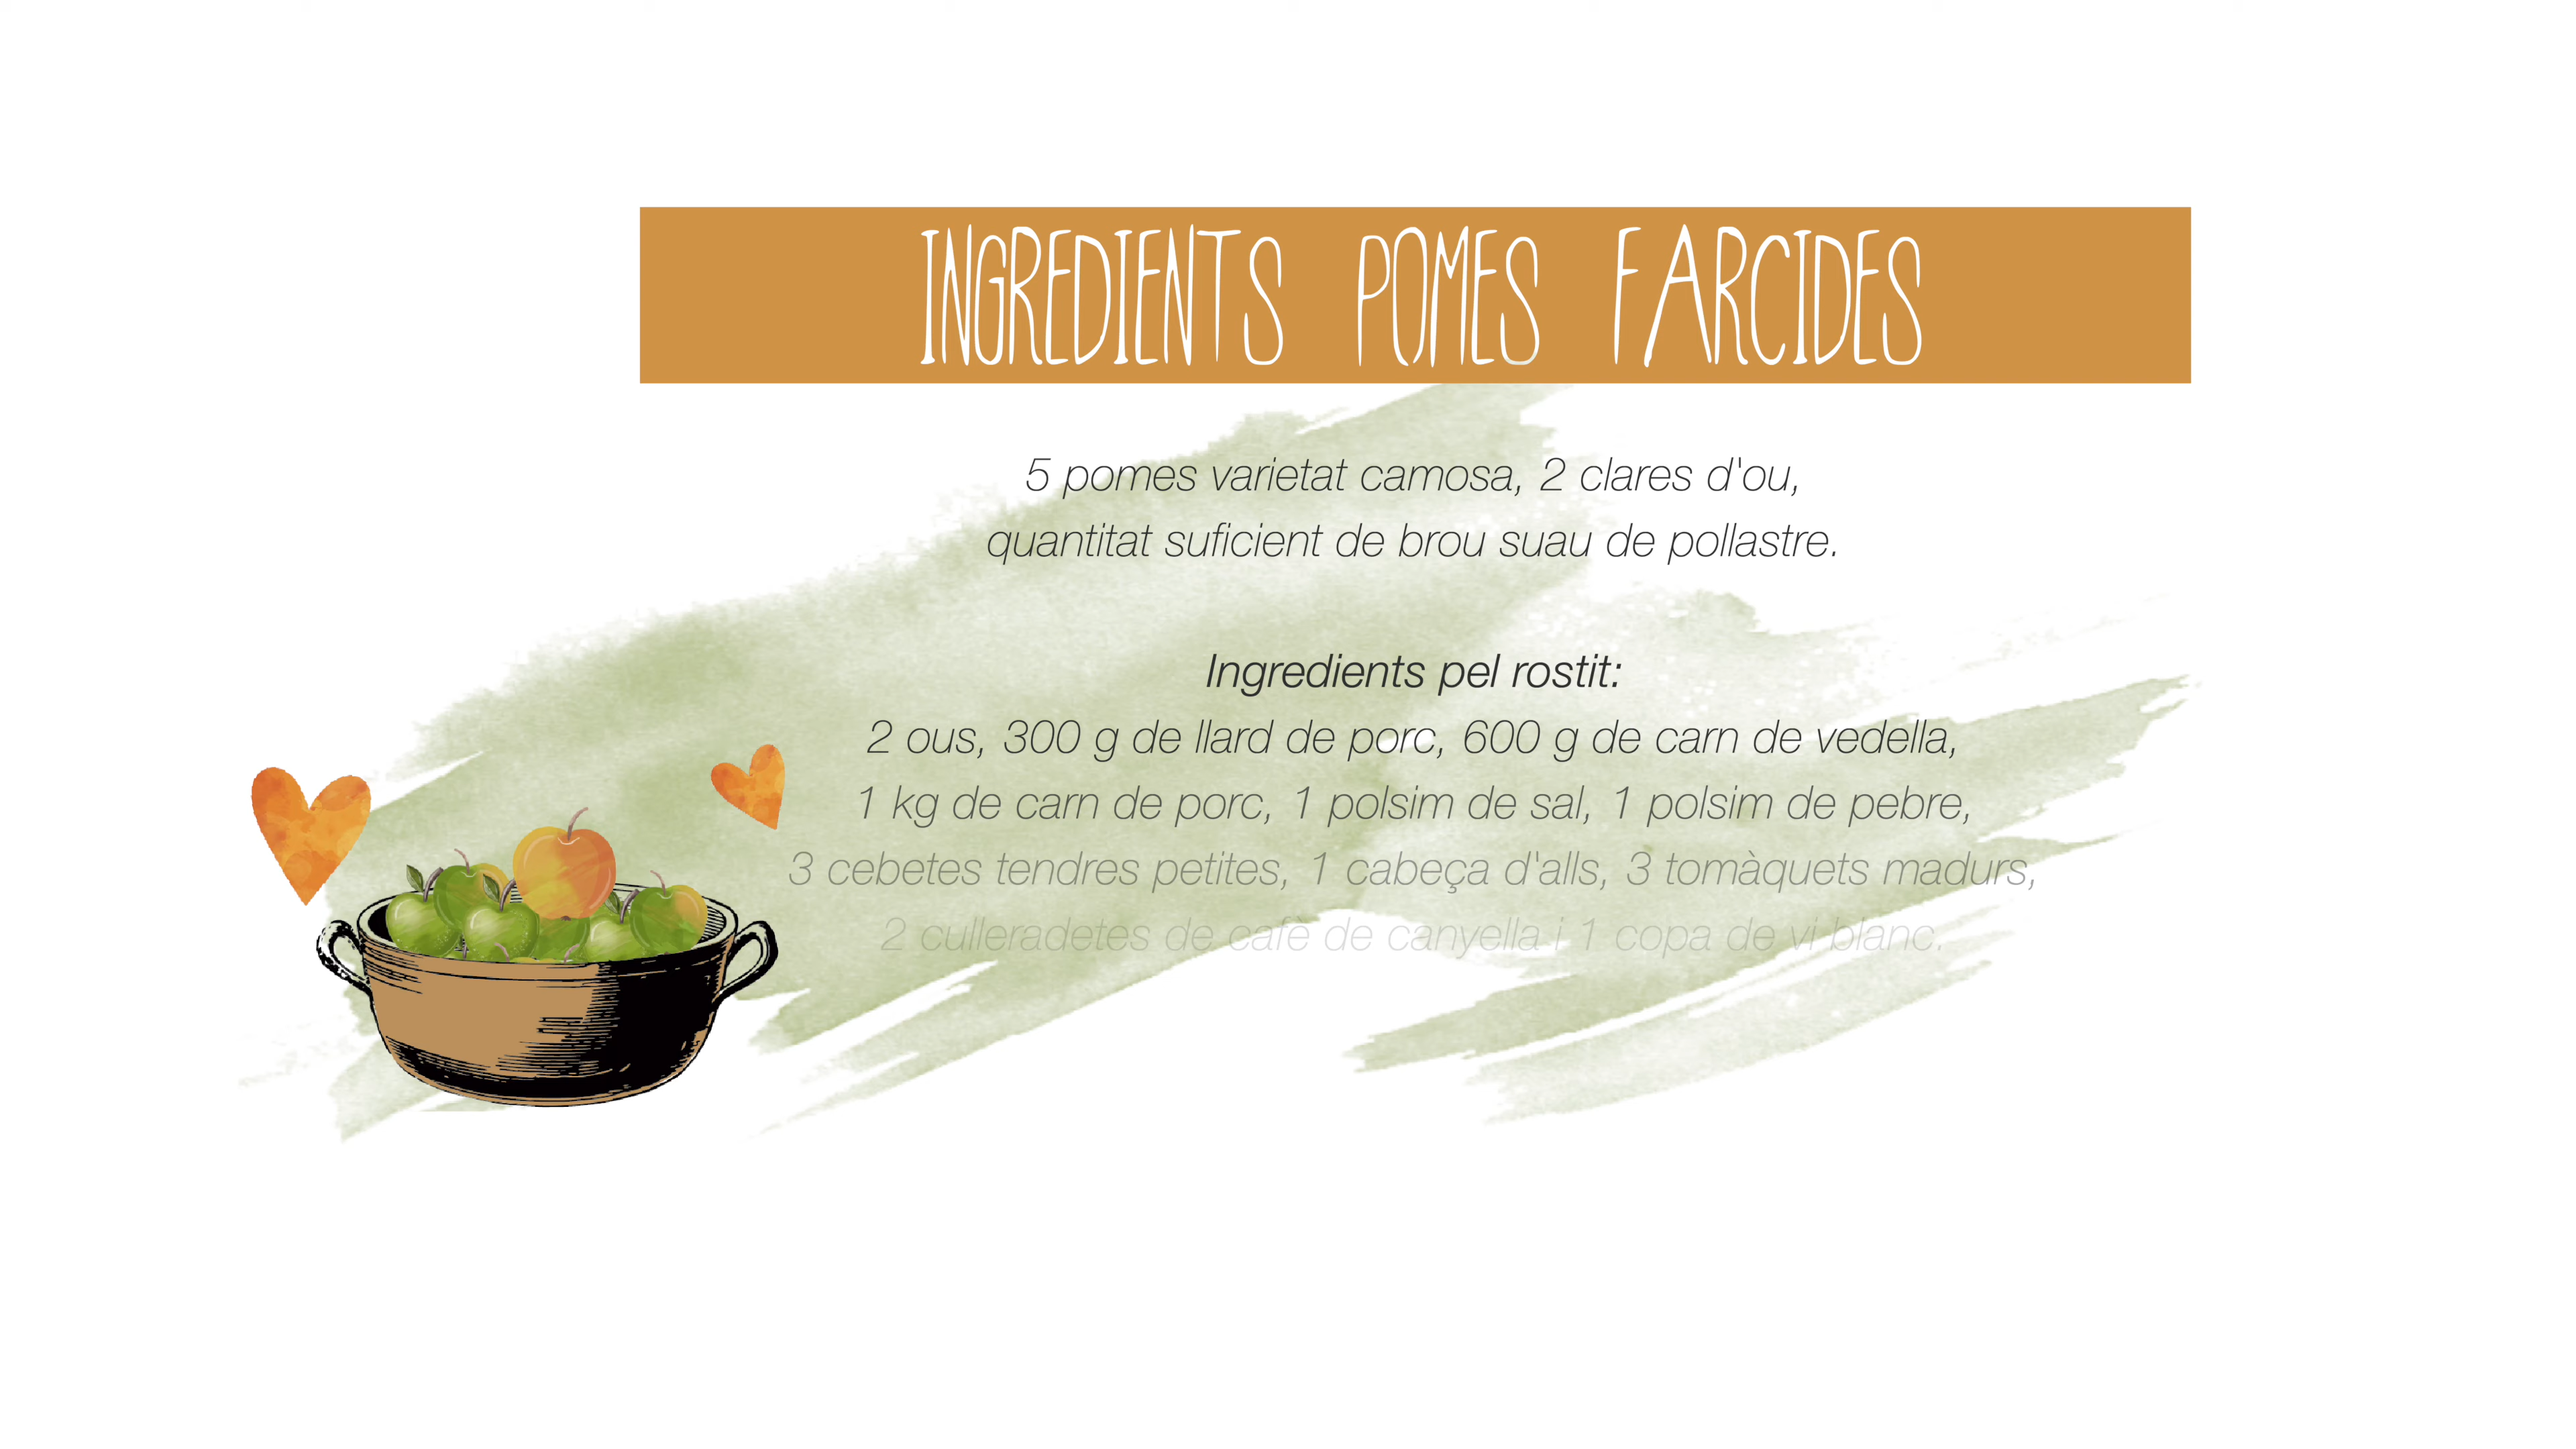 INGREDIENTS POMES FARCIDES
5 pomes varietat camosa, 2 clares d'ou,
quantitat suficient de brou suau de pollastre.
Ingredients pel rostit:
2 ous, 300 g de llard de porc, 600 g de carn de vedella,
1 kg de carn de porc, 1 polsim de sal, 1 polsim de pebre,
3 cebetes tendres petites, 1 cabeça d'alls, 3 tomàquets madurs,
2 culleradetes de cafè de canyella i 1 copa de vi blanc.